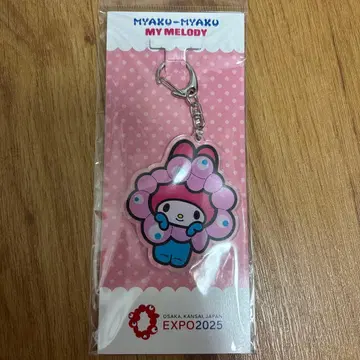 MYAKU-MYAKU
MY MELODY
OSAKA, KANSAI, JAPAN
EXPO2025